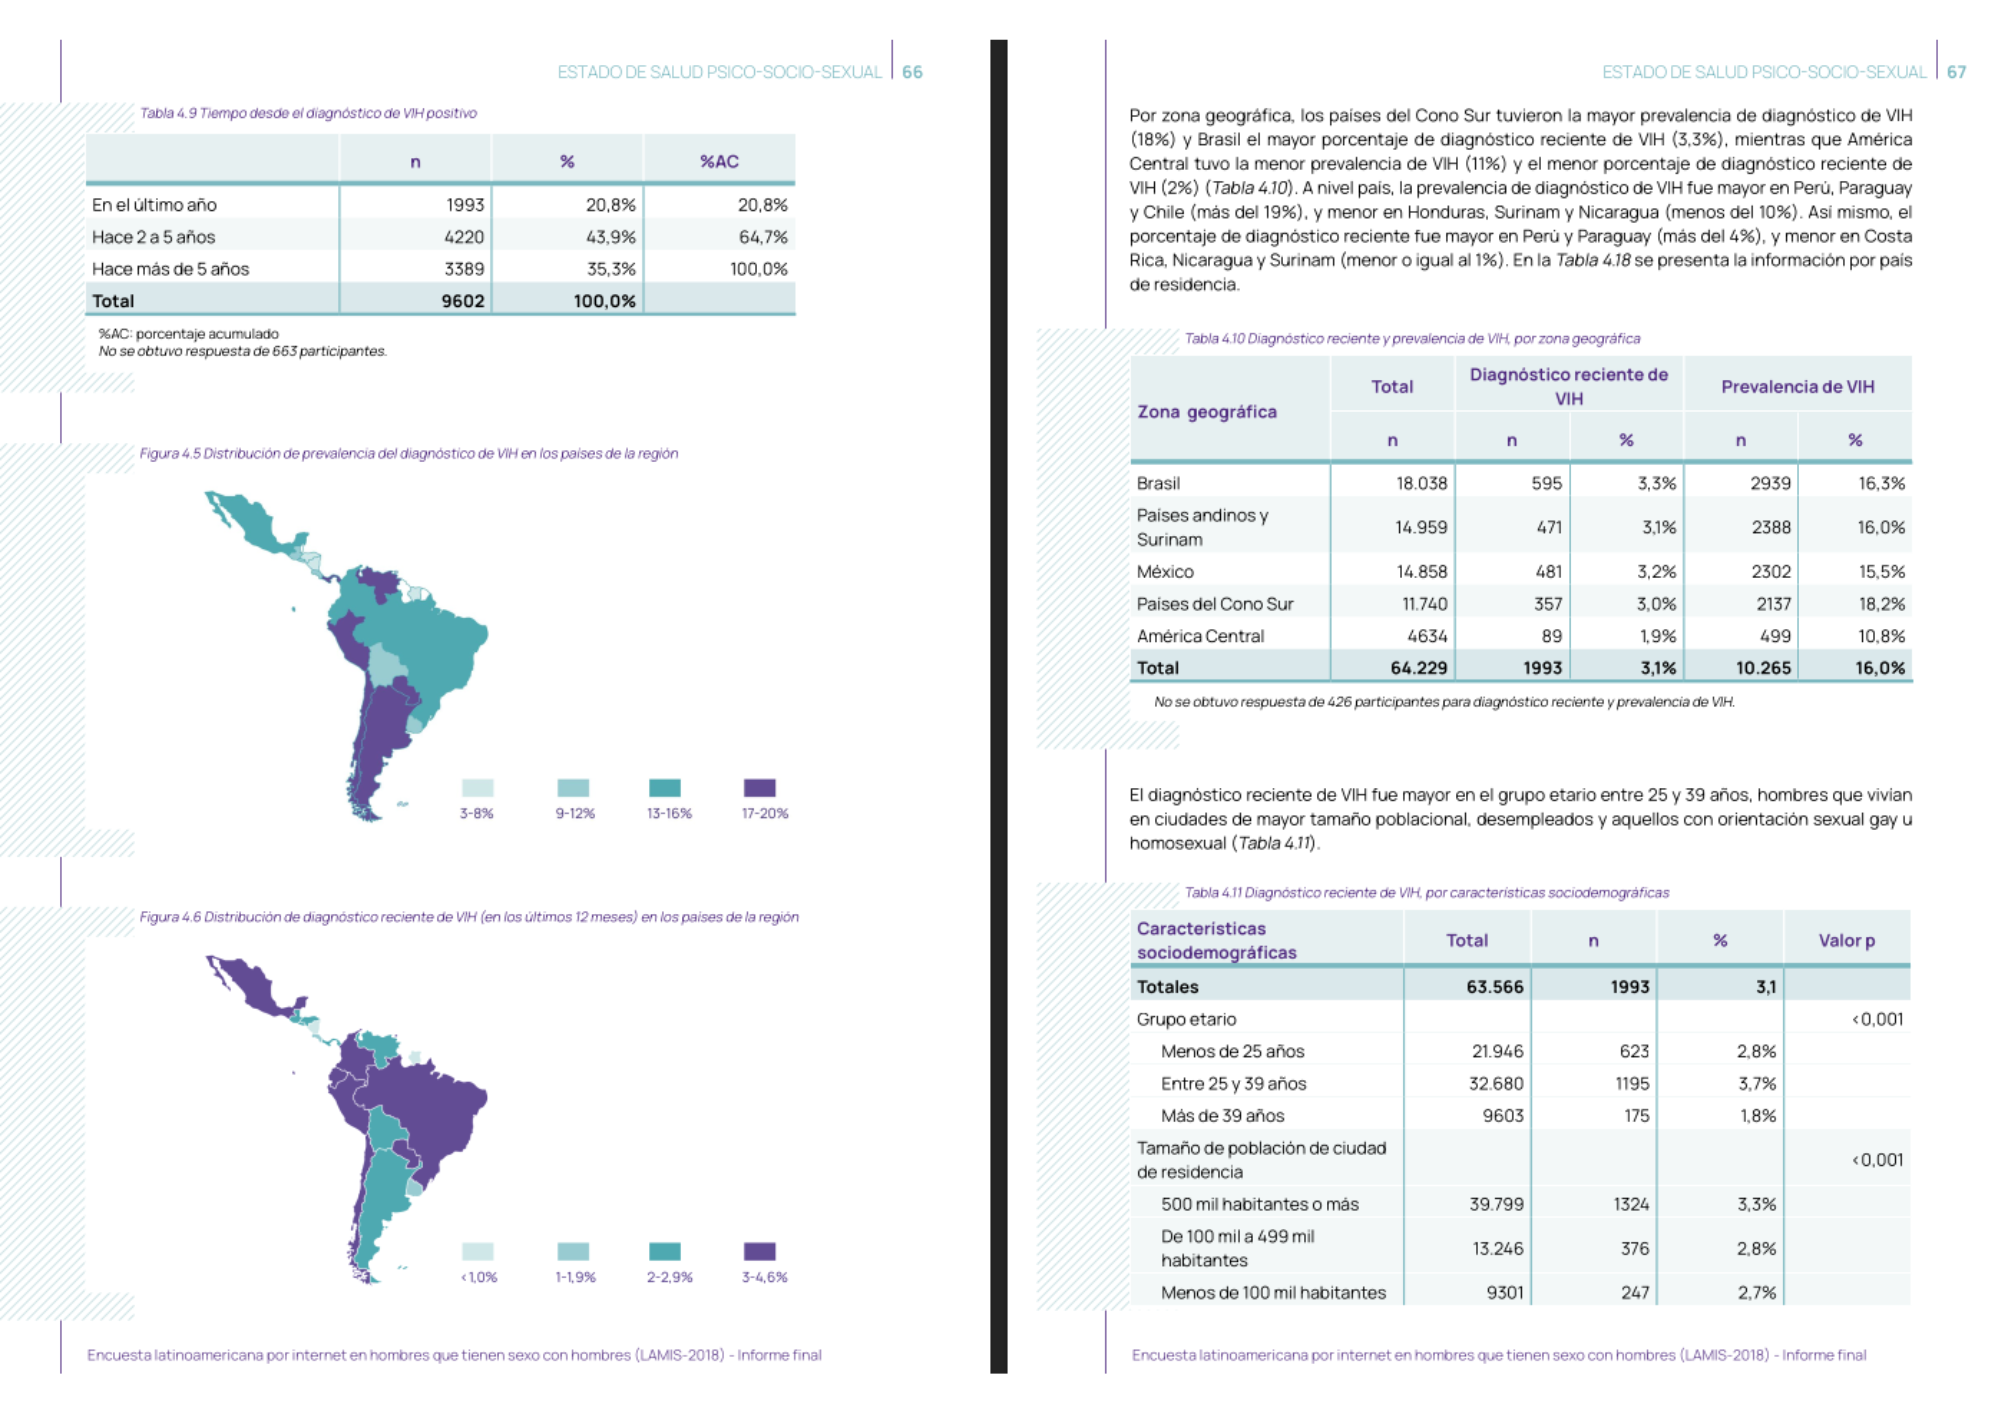 ESTADO DE SALUD PSICO-SOCIO-SEXUAL 66
Tabla 4.9 Tiempo desde el diagnóstico de VIH positivo
n % %AC
En el último año 1993 20,8% 20,8%
Hace 2 a 5 años 4220 43,9% 64,7%
Hace más de 5 años 3389 35,3% 100,0%
Total 9602 100,0%
%AC: porcentaje acumulado
No se obtuvo respuesta de 663 participantes.
Figura 4.5 Distribución de prevalencia del diagnóstico de VIH en los países de la región
3-8% 9-12% 13-16% 17-20%
Figura 4.6 Distribución de diagnóstico reciente de VIH (en los últimos 12 meses) en los países de la región
<1,0% 1-1,9% 2-2,9% 3-4,6%
Encuesta latinoamericana por internet en hombres que tienen sexo con hombres (LAMIS-2018) - Informe final
ESTADO DE SALUD PSICO-SOCIO-SEXUAL 67
Por zona geográfica, los países del Cono Sur tuvieron la mayor prevalencia de diagnóstico de VIH
(18%) y Brasil el mayor porcentaje de diagnóstico reciente de VIH (3,3%), mientras que América
Central tuvo la menor prevalencia de VIH (11%) y el menor porcentaje de diagnóstico reciente de
VIH (2%) (Tabla 4.10). A nivel país, la prevalencia de diagnóstico de VIH fue mayor en Perú, Paraguay
y Chile (más del 19%), y menor en Honduras, Surinam y Nicaragua (menos del 10%). Así mismo, el
porcentaje de diagnóstico reciente fue mayor en Perú y Paraguay (más del 4%), y menor en Costa
Rica, Nicaragua y Surinam (menor o igual al 1%). En la Tabla 4.18 se presenta la información por país
de residencia.
Tabla 4.10 Diagnóstico reciente y prevalencia de VIH, por zona geográfica
Zona geográfica Total Diagnóstico reciente de
VIH Prevalencia de VIH
n n % n %
Brasil 18.038 595 3,3% 2939 16,3%
Países andinos y
Surinam 14.959 471 3,1% 2388 16,0%
México 14.858 481 3,2% 2302 15,5%
Países del Cono Sur 11.740 357 3,0% 2137 18,2%
América Central 4634 89 1,9% 499 10,8%
Total 64.229 1993 3,1% 10.265 16,0%
No se obtuvo respuesta de 426 participantes para diagnóstico reciente y prevalencia de VIH.
El diagnóstico reciente de VIH fue mayor en el grupo etario entre 25 y 39 años, hombres que vivían
en ciudades de mayor tamaño poblacional, desempleados y aquellos con orientación sexual gay u
homosexual (Tabla 4.11).
Tabla 4.11 Diagnóstico reciente de VIH, por características sociodemográficas
Características
sociodemográficas Total n % Valor p
Totales 63.566 1993 3,1
Grupo etario <0,001
Menos de 25 años 21.946 623 2,8%
Entre 25 y 39 años 32.680 1195 3,7%
Más de 39 años 9603 175 1,8%
Tamaño de población de ciudad
de residencia <0,001
500 mil habitantes o más 39.799 1324 3,3%
De 100 mil a 499 mil
habitantes 13.246 376 2,8%
Menos de 100 mil habitantes 9301 247 2,7%
Encuesta latinoamericana por internet en hombres que tienen sexo con hombres (LAMIS-2018) - Informe final